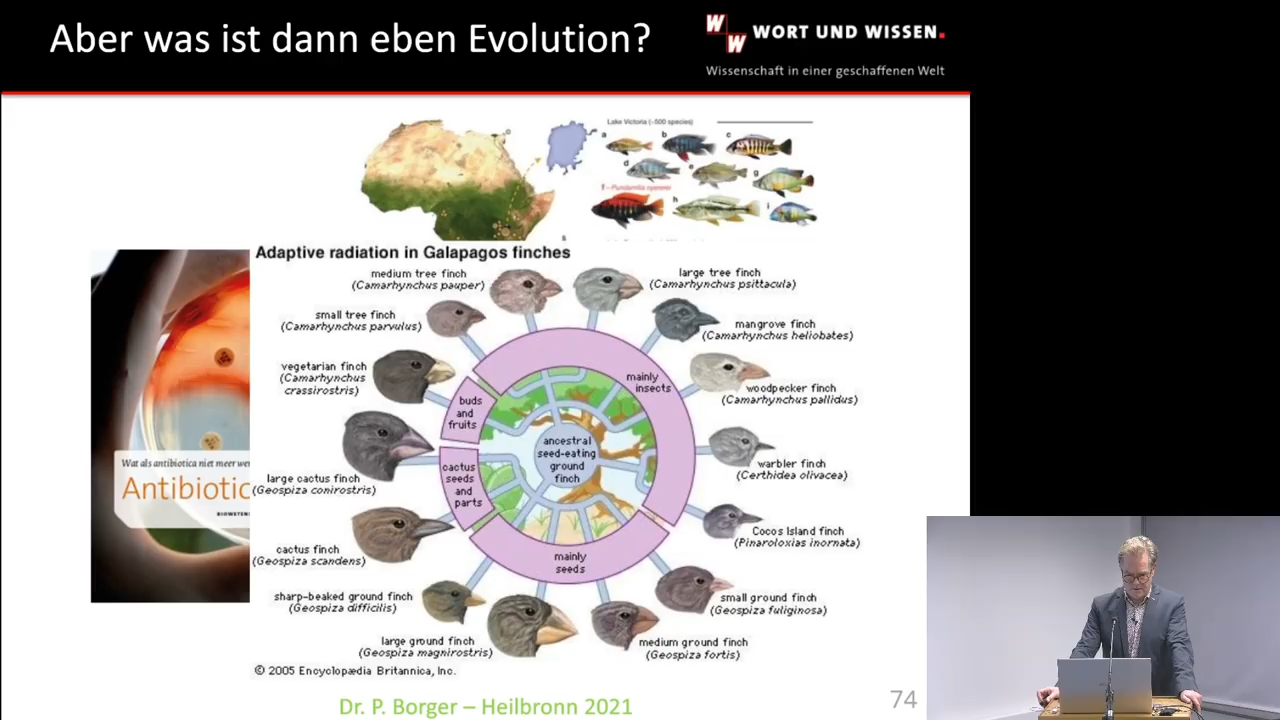 Aber was ist dann eben Evolution?
W
W
WORT UND WISSEN.
Wissenschaft in einer geschaffenen Welt
Lake Victoria (~500 species)
a
b
c
d
e
g
f – Pundamilia nyererei
h
i
Adaptive radiation in Galapagos finches
medium tree finch
(Camarhynchus pauper)
large tree finch
(Camarhynchus psittacula)
small tree finch
(Camarhynchus parvulus)
mangrove finch
(Camarhynchus heliobates)
vegetarian finch
(Camarhynchus
crassirostris)
woodpecker finch
(Camarhynchus pallidus)
mainly
insects
buds
and
fruits
ancestral
seed-eating
ground
finch
cactus
seeds
and
parts
mainly
seeds
large cactus finch
(Geospiza conirostris)
warbler finch
(Certhidea olivacea)
cactus finch
(Geospiza scandens)
Cocos Island finch
(Pinaroloxias inornata)
sharp-beaked ground finch
(Geospiza difficilis)
small ground finch
(Geospiza fuliginosa)
large ground finch
(Geospiza magnirostris)
medium ground finch
(Geospiza fortis)
© 2005 Encyclopædia Britannica, Inc.
Wat als antibiotica niet meer wer
Antibiotic
BIOWETEN
Dr. P. Borger – Heilbronn 2021
74